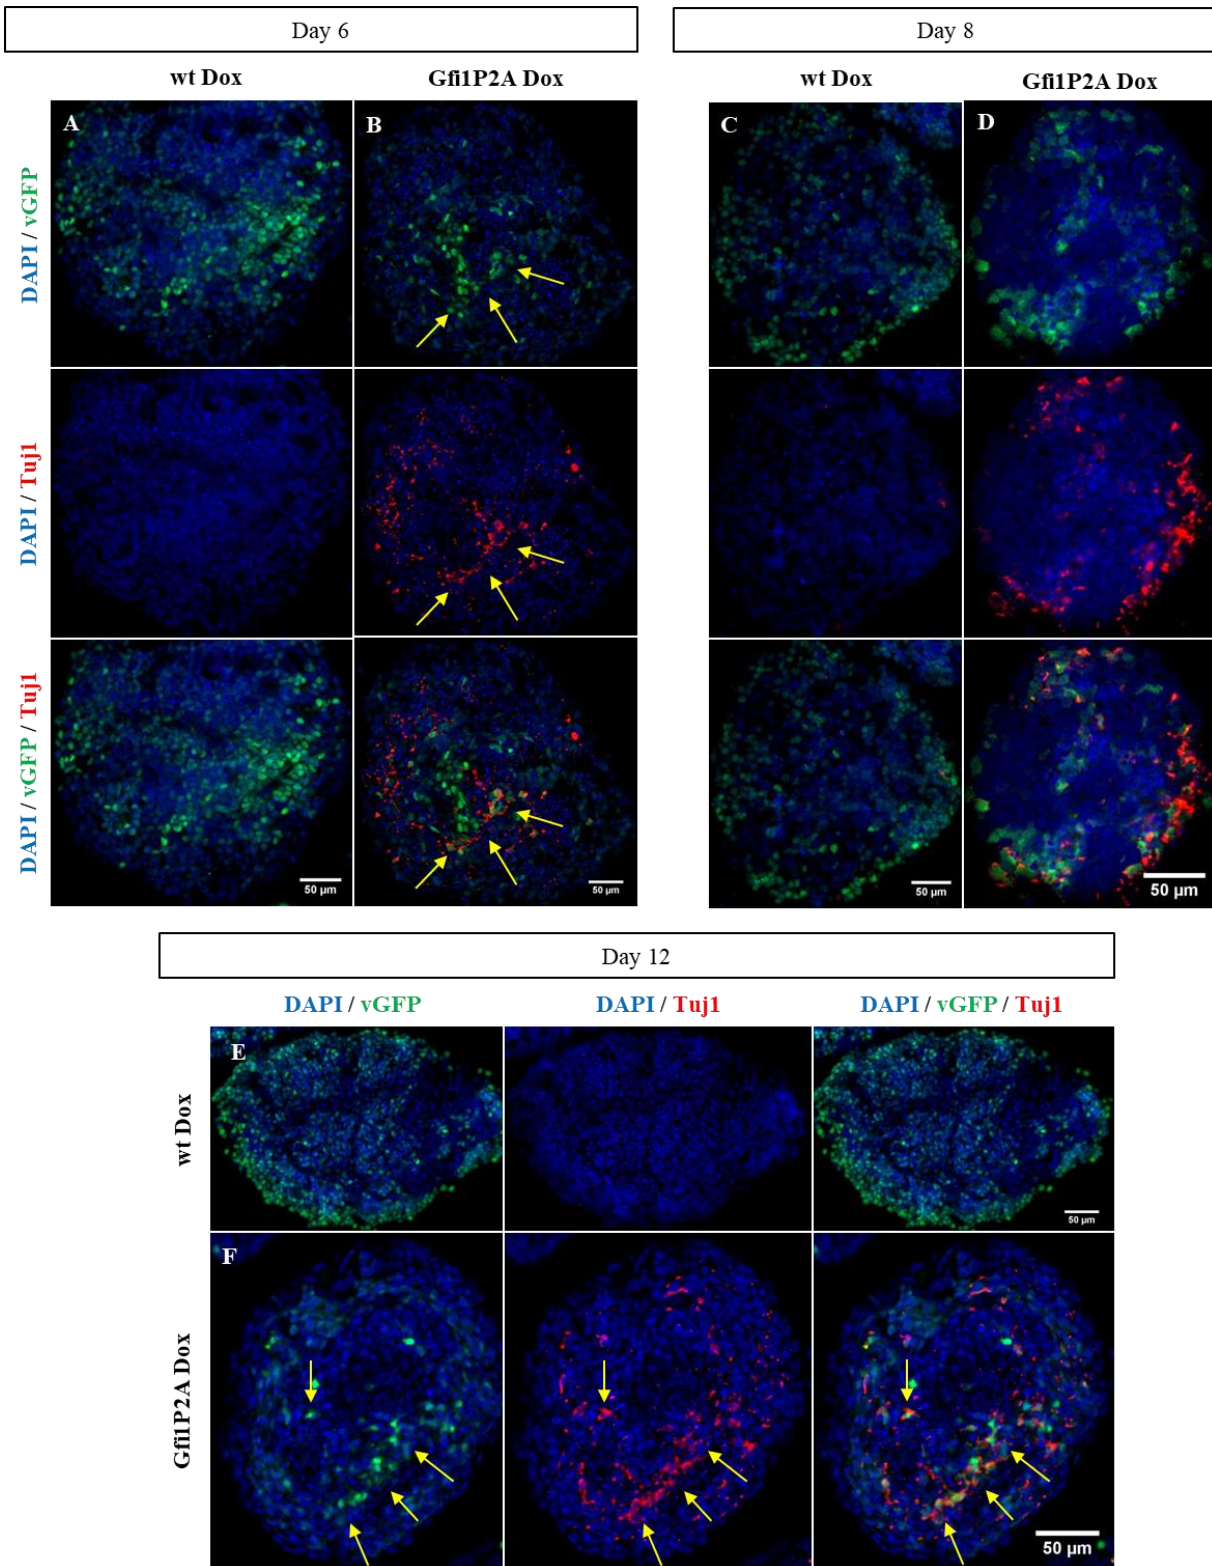 Day 6
Day 8
wt Dox
Gfi1P2A Dox
wt Dox
Gfi1P2A Dox
A
B
C
D
DAPI / vGFP
DAPI / Tuj1
DAPI / vGFP / Tuj1
50 µm
50 µm
50 µm
50 µm
Day 12
DAPI / vGFP
DAPI / Tuj1
DAPI / vGFP / Tuj1
wt Dox
E
50 µm
Gfi1P2A Dox
F
50 µm